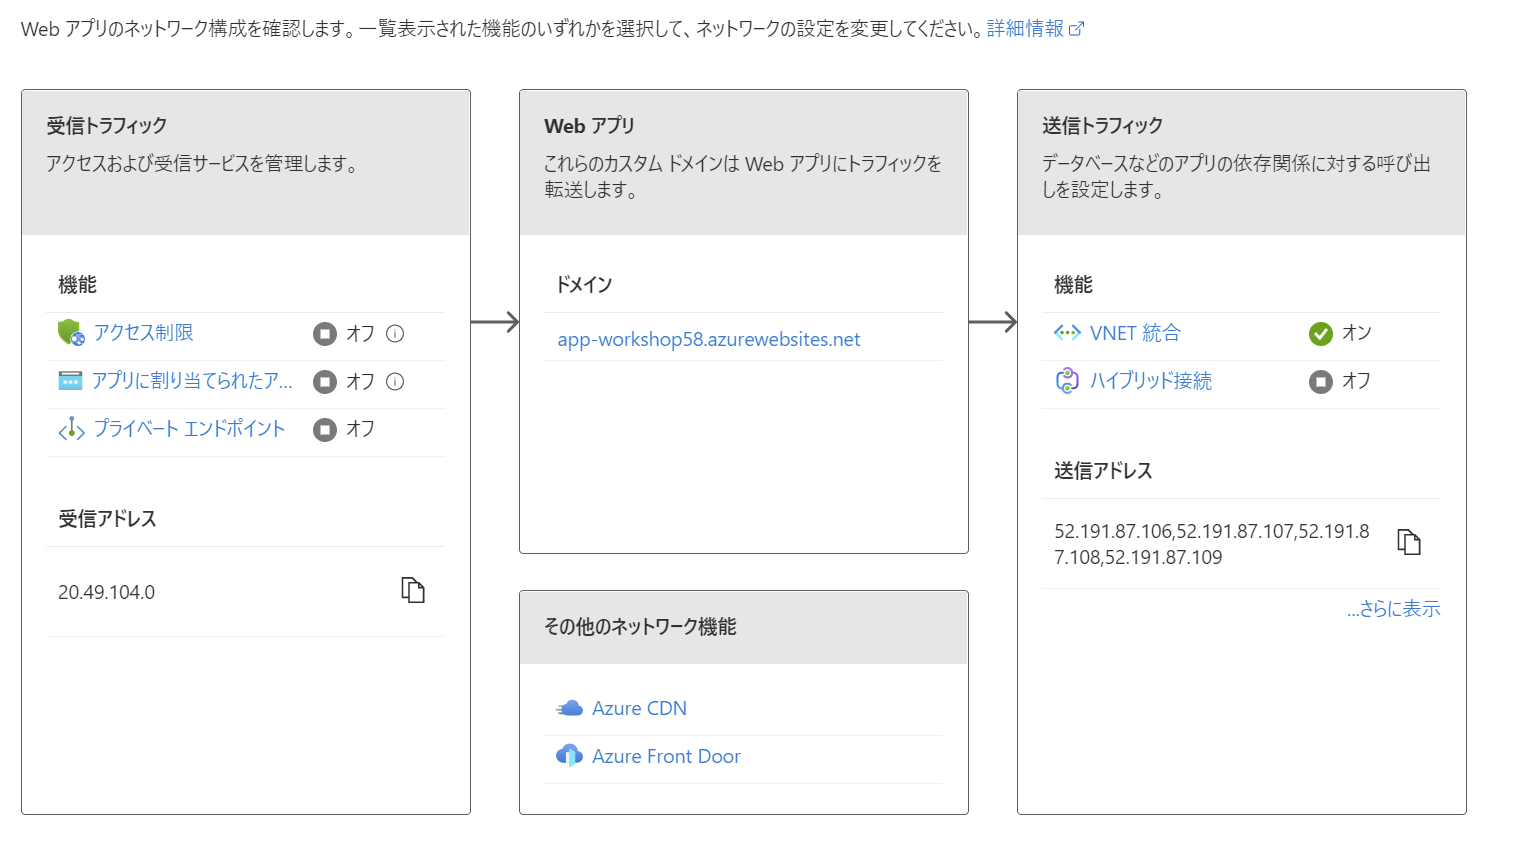 Web アプリのネットワーク構成を確認します。一覧表示された機能のいずれかを選択して、ネットワークの設定を変更してください。詳細情報
受信トラフィック
アクセスおよび受信サービスを管理します。
機能
アクセス制限 オフ
アプリに割り当てられたア... オフ
プライベート エンドポイント オフ
受信アドレス
20.49.104.0
Web アプリ
これらのカスタム ドメインは Web アプリにトラフィックを
転送します。
ドメイン
app-workshop58.azurewebsites.net
その他のネットワーク機能
Azure CDN
Azure Front Door
送信トラフィック
データベースなどのアプリの依存関係に対する呼び出
しを設定します。
機能
VNET 統合 オン
ハイブリッド接続 オフ
送信アドレス
52.191.87.106,52.191.87.107,52.191.8
7.108,52.191.87.109
...さらに表示